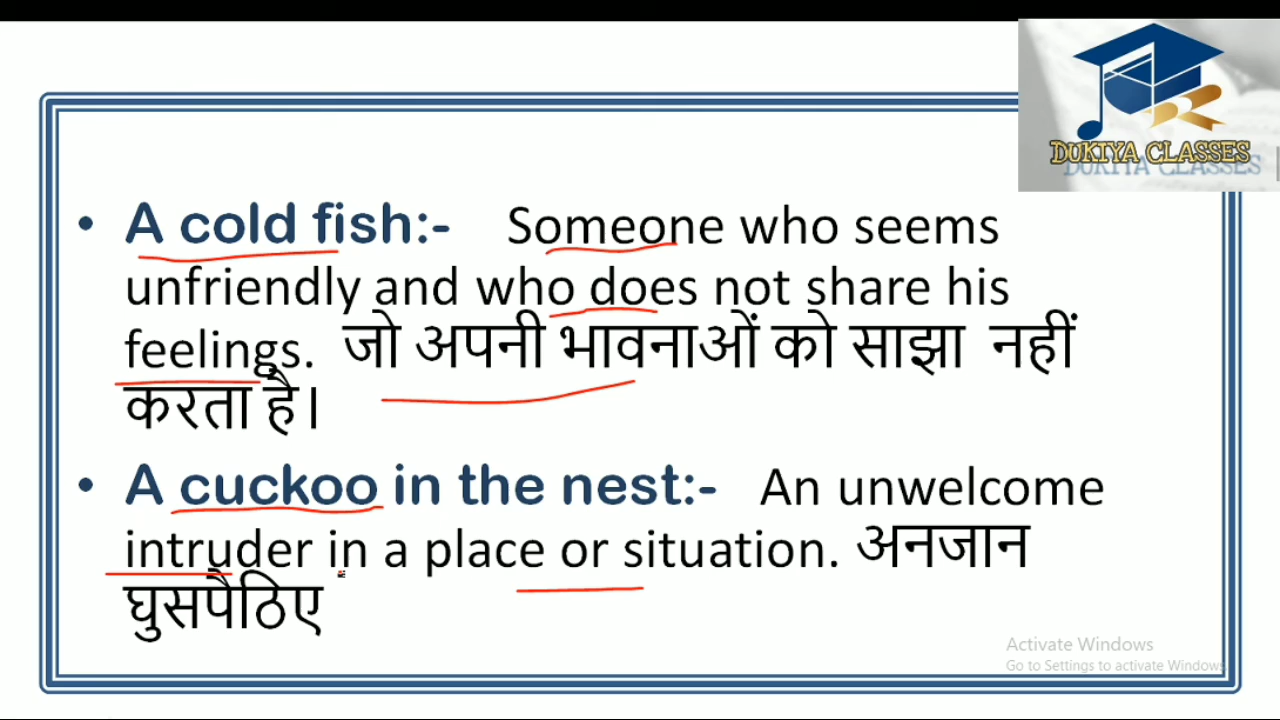 DUKIYA CLASSES
• A cold fish:- Someone who seems
unfriendly and who does not share his
feelings. जो अपनी भावनाओं को साझा नहीं
करता है।
• A cuckoo in the nest:- An unwelcome
intruder in a place or situation. अनजान
घुसपैठिए
Activate Windows
Go to Settings to activate Windows.